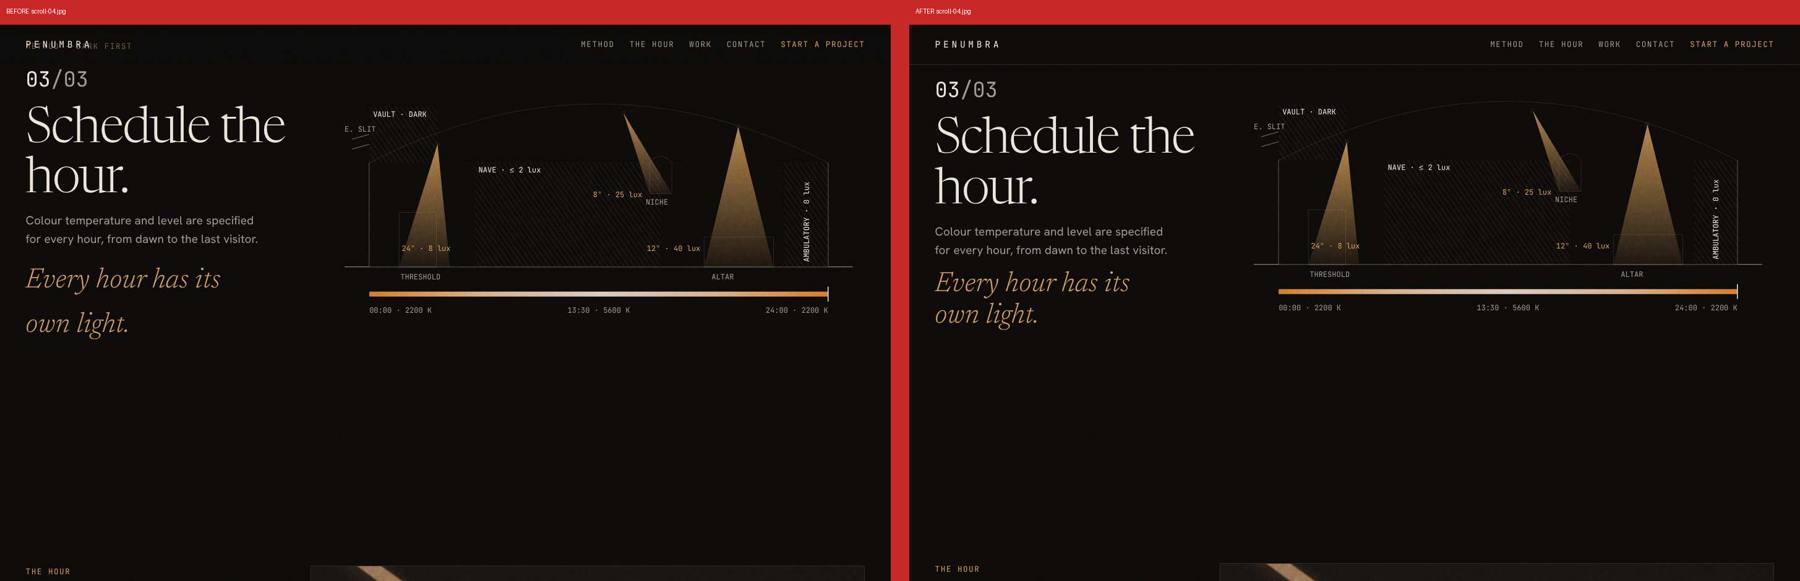 BEFORE scroll-04.jpg
PENUMBRA
RK FIRST
METHOD THE HOUR WORK CONTACT START A PROJECT
03/03
Schedule the
hour.
Colour temperature and level are specified
for every hour, from dawn to the last visitor.
Every hour has its
own light.
VAULT · DARK
E. SLIT
NAVE · ≤ 2 lux
8° · 25 lux
NICHE
24° · 8 lux
12° · 40 lux
AMBULATORY · 0 lux
THRESHOLD
ALTAR
00:00 · 2200 K
13:30 · 5600 K
24:00 · 2200 K
THE HOUR
AFTER scroll-04.jpg
PENUMBRA
METHOD THE HOUR WORK CONTACT START A PROJECT
03/03
Schedule the
hour.
Colour temperature and level are specified
for every hour, from dawn to the last visitor.
Every hour has its
own light.
VAULT · DARK
E. SLIT
NAVE · ≤ 2 lux
8° · 25 lux
NICHE
24° · 8 lux
12° · 40 lux
AMBULATORY · 0 lux
THRESHOLD
ALTAR
00:00 · 2200 K
13:30 · 5600 K
24:00 · 2200 K
THE HOUR